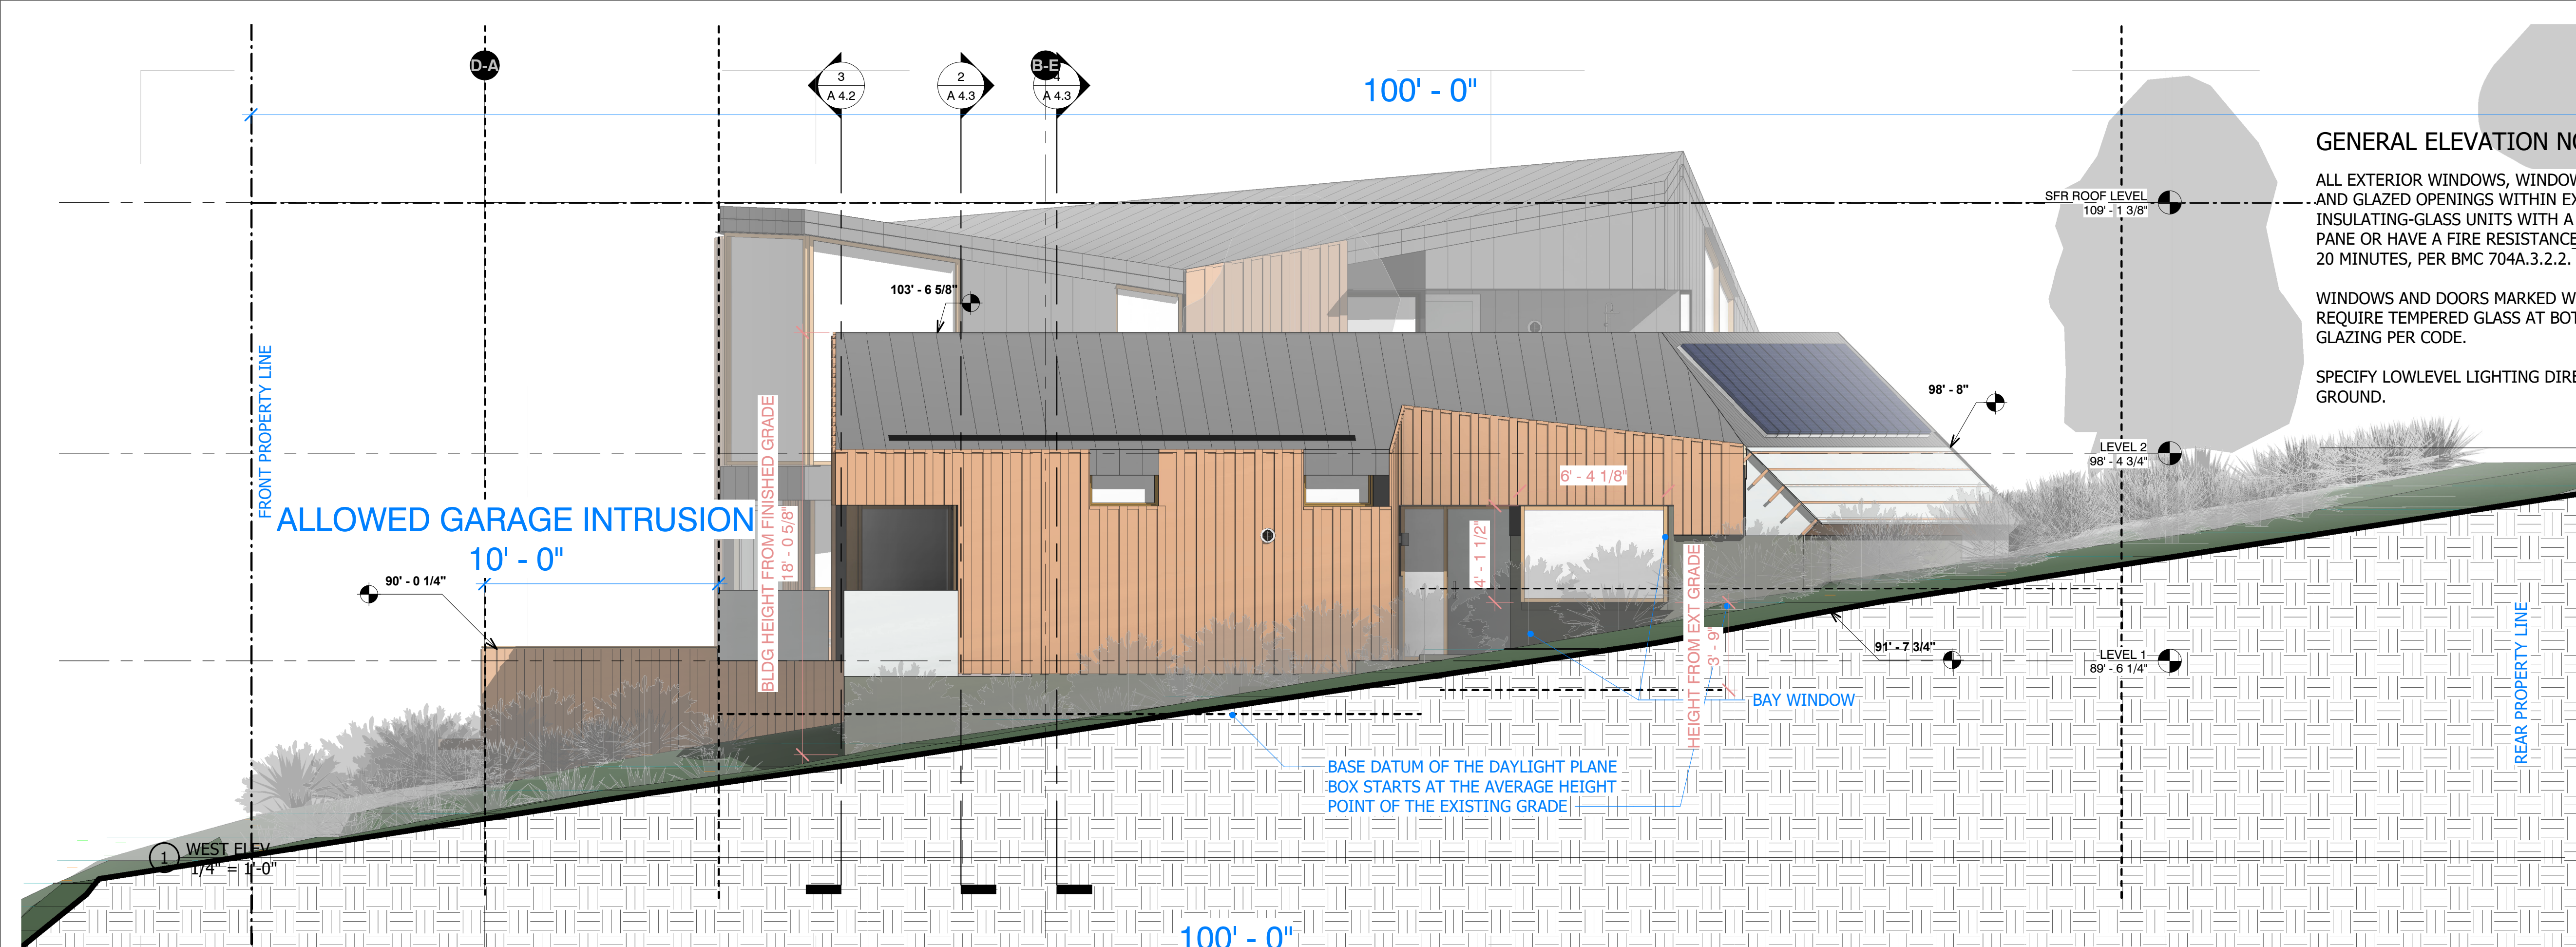 D-A
3
A 4.2
2
A 4.3
B-E
4
A 4.3
100' - 0"
GENERAL ELEVATION
ALL EXTERIOR WINDOWS,
AND GLAZED OPENINGS WITHIN
INSULATING-GLASS UNITS WITH A
PANE OR HAVE A FIRE RESISTANCE
20 MINUTES, PER BMC 704A.3.2.2.
WINDOWS AND DOORS MARKED
REQUIRE TEMPERED GLASS AT
GLAZING PER CODE.
SPECIFY LOWLEVEL LIGHTING
GROUND.
SFR ROOF LEVEL
109' - 1 3/8"
103' - 6 5/8"
98' - 8"
LEVEL 2
98' - 4 3/4"
FRONT PROPERTY LINE
ALLOWED GARAGE INTRUSION
10' - 0"
BLDG HEIGHT FROM FINISHED GRADE
18' - 0 5/8"
6' - 4 1/8"
4' - 1 1/2"
90' - 0 1/4"
HEIGHT FROM EXT GRADE
3' - 9"
91' - 7 3/4"
LEVEL 1
89' - 6 1/4"
REAR PROPERTY LINE
BAY WINDOW
BASE DATUM OF THE DAYLIGHT PLANE
BOX STARTS AT THE AVERAGE HEIGHT
POINT OF THE EXISTING GRADE
1
WEST ELEV
1/4" = 1'-0"
100' - 0"